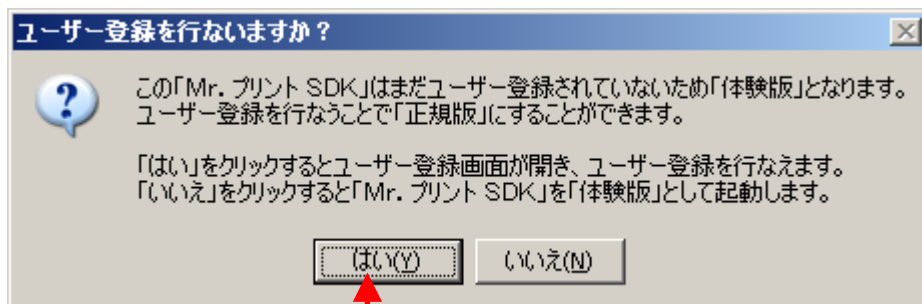 ユーザー登録を行ないますか？
この「Mr. プリント SDK」はまだユーザー登録されていないため「体験版」となります。
ユーザー登録を行なうことで「正規版」にすることができます。
「はい」をクリックするとユーザー登録画面が開き、ユーザー登録を行なえます。
「いいえ」をクリックすると「Mr. プリント SDK」を「体験版」として起動します。
はい(Y)
いいえ(N)